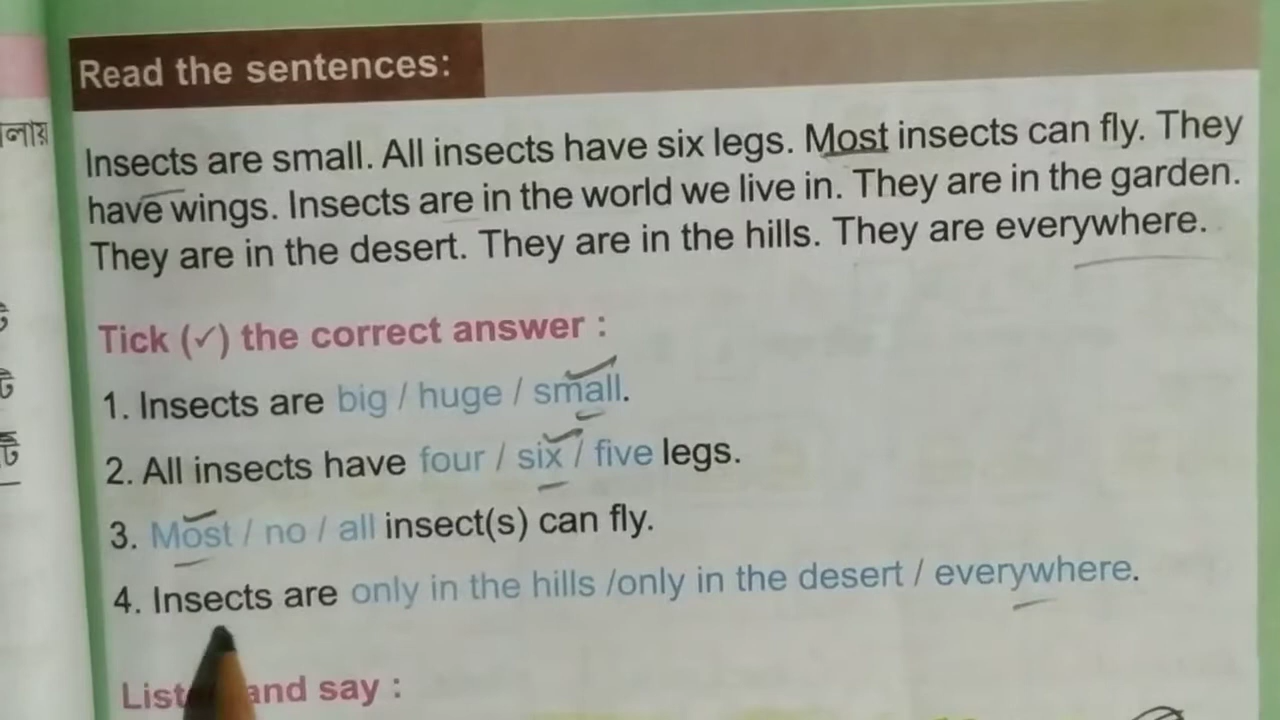 Read the sentences:
Insects are small. All insects have six legs. Most insects can fly. They
have wings. Insects are in the world we live in. They are in the garden.
They are in the desert. They are in the hills. They are everywhere.
Tick (✓) the correct answer :
1. Insects are big / huge / small.
2. All insects have four / six / five legs.
3. Most / no / all insect(s) can fly.
4. Insects are only in the hills /only in the desert / everywhere.
and say :